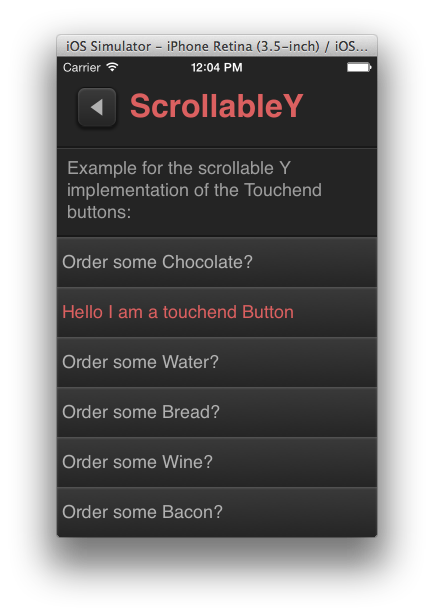 iOS Simulator - iPhone Retina (3.5-inch) / iOS...
Carrier 12:04 PM
ScrollableY
Example for the scrollable Y
implementation of the Touchend
buttons:
Order some Chocolate?
Hello I am a touchend Button
Order some Water?
Order some Bread?
Order some Wine?
Order some Bacon?